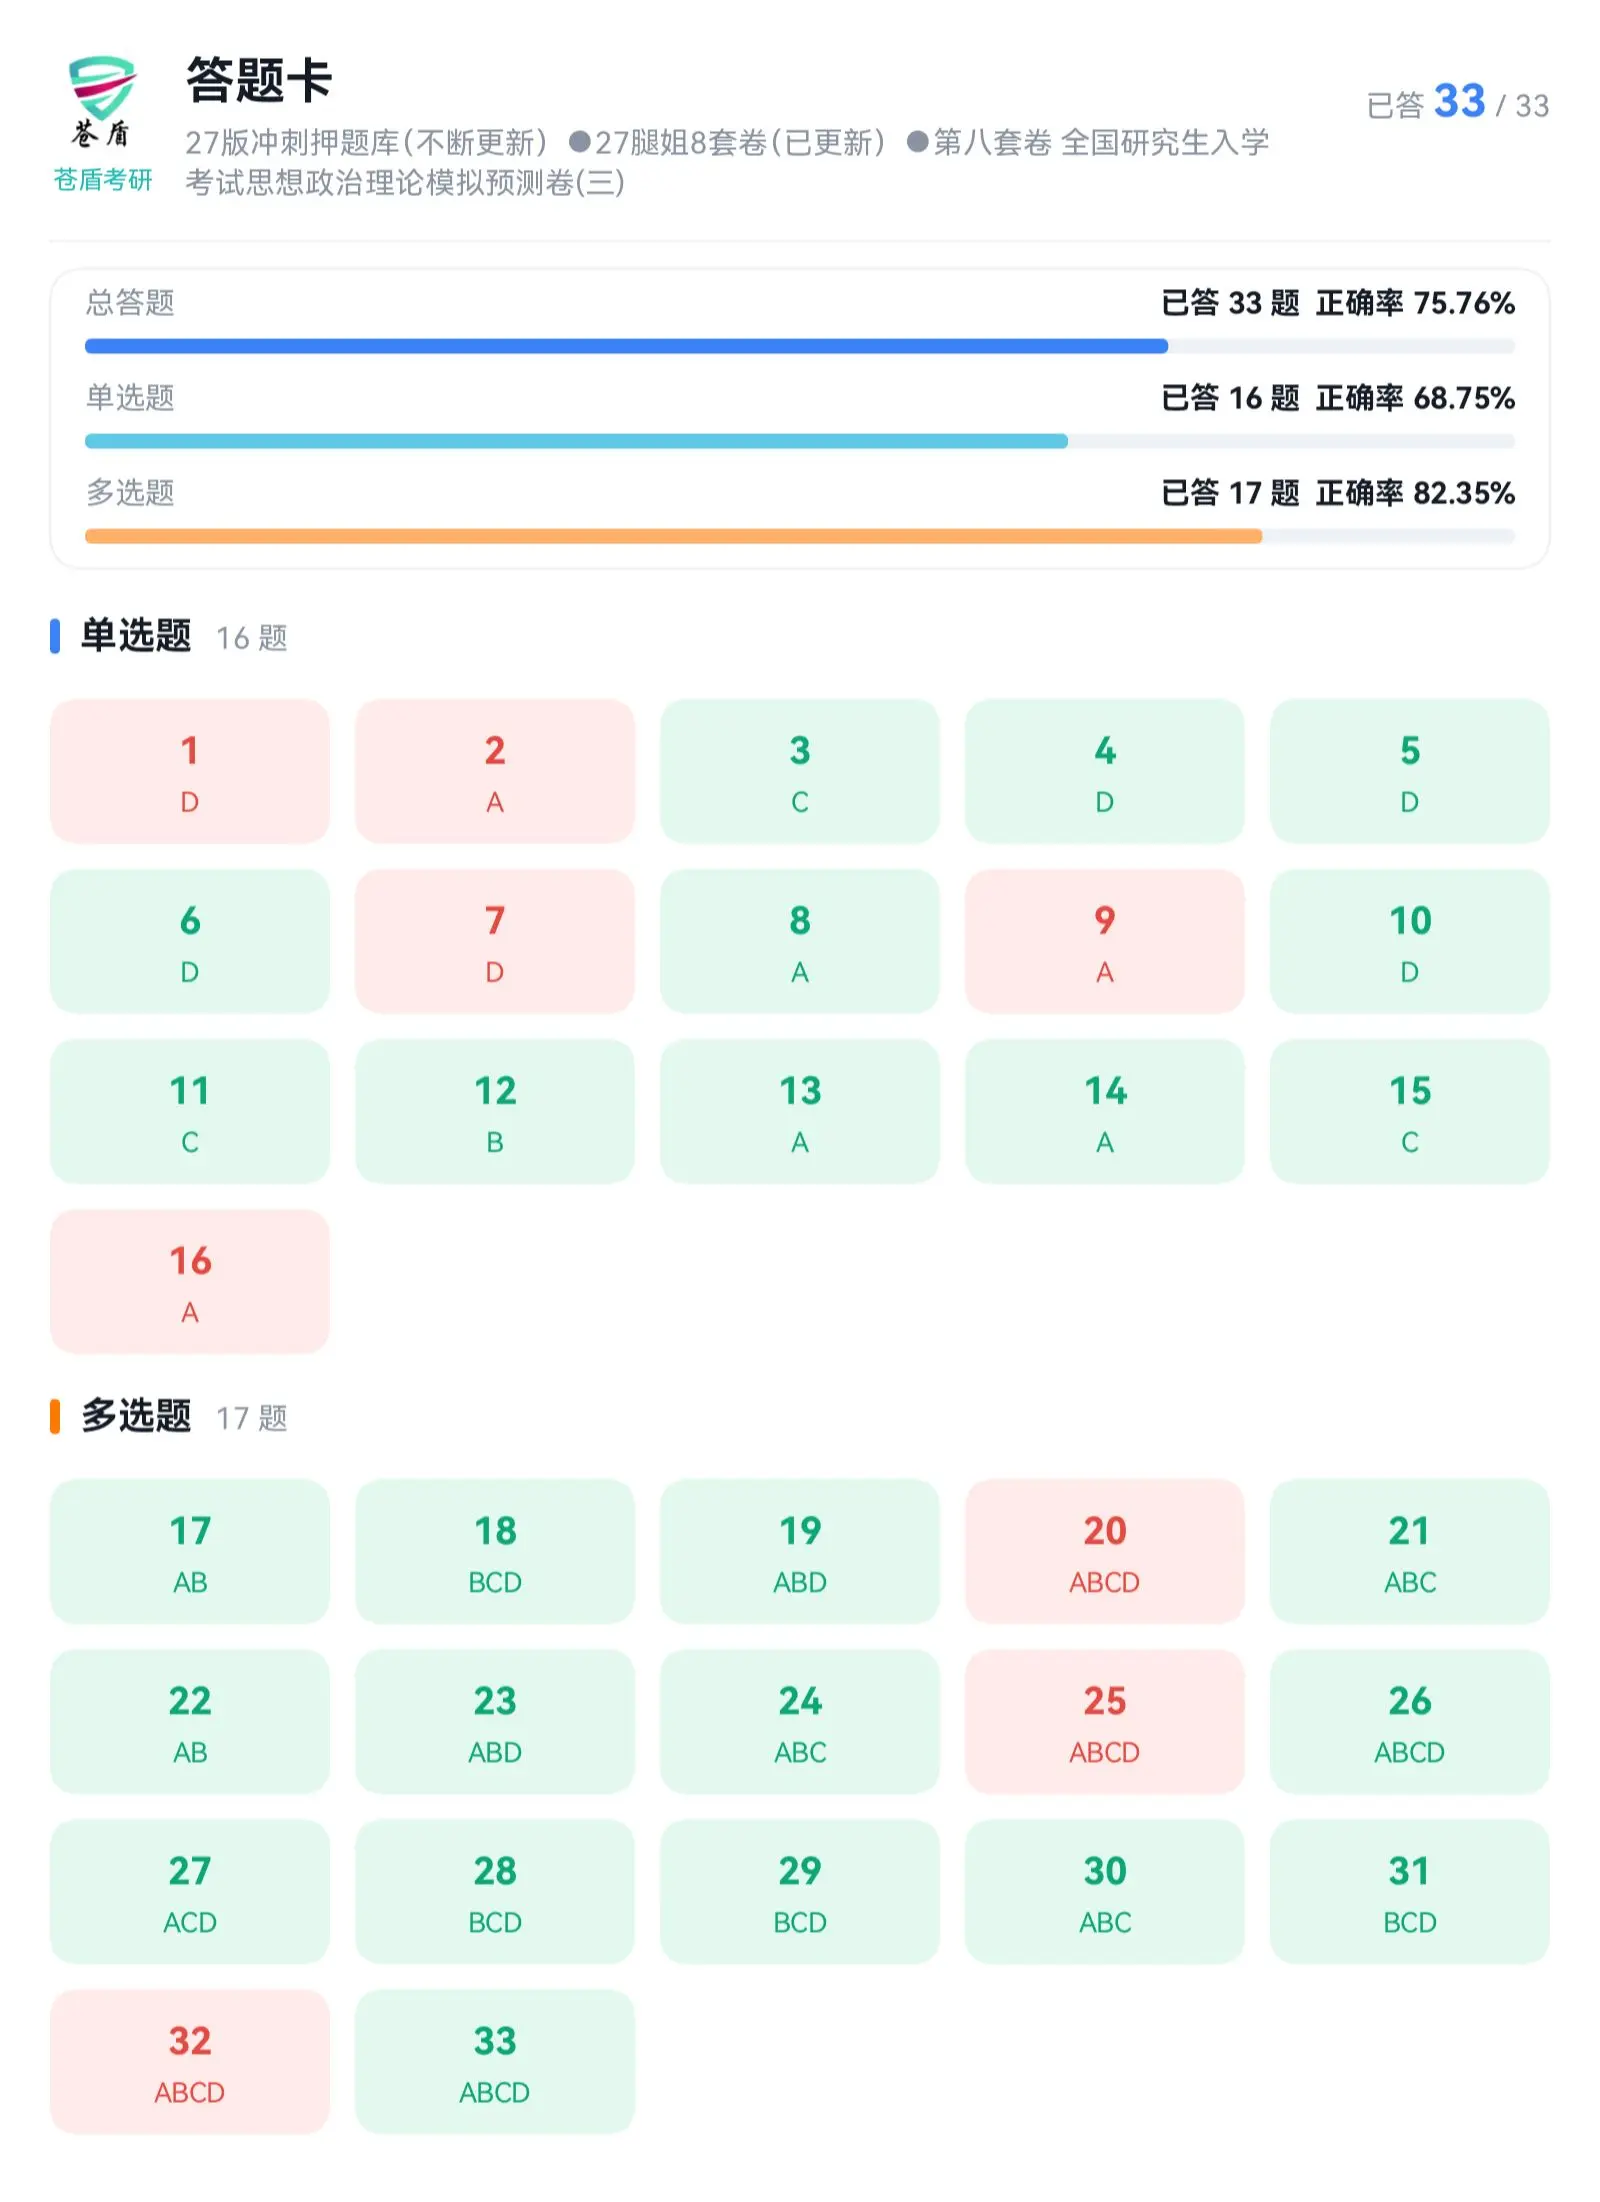 答题卡
已答 33 / 33
苍盾
苍盾考研
27版冲刺押题库(不断更新) ●27腿姐8套卷(已更新) ●第八套卷 全国研究生入学
考试思想政治理论模拟预测卷(三)
总答题 已答 33 题 正确率 75.76%
单选题 已答 16 题 正确率 68.75%
多选题 已答 17 题 正确率 82.35%
单选题 16 题
1 2 3 4 5
D A C D D
6 7 8 9 10
D D A A D
11 12 13 14 15
C B A A C
16
A
多选题 17 题
17 18 19 20 21
AB BCD ABD ABCD ABC
22 23 24 25 26
AB ABD ABC ABCD ABCD
27 28 29 30 31
ACD BCD BCD ABC BCD
32 33
ABCD ABCD